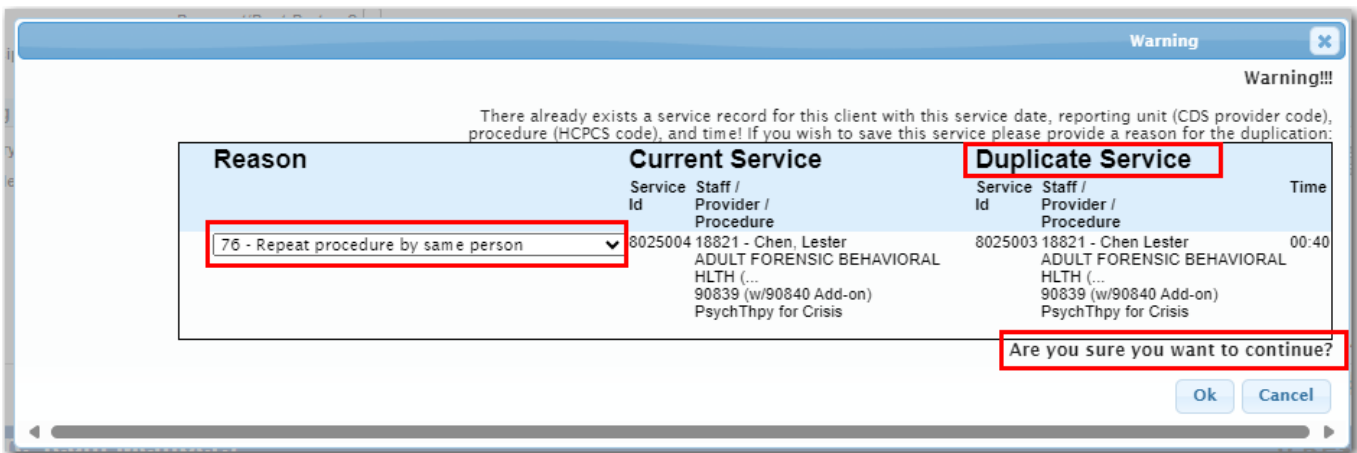 Warning
Warning!!!
There already exists a service record for this client with this service date, reporting unit (CDS provider code),
procedure (HCPCS code), and time! If you wish to save this service please provide a reason for the duplication:
Reason Current Service Duplicate Service
Service Staff / Service Staff / Time
Id Provider / Id Provider /
Procedure Procedure
76 - Repeat procedure by same person 8025004 18821 - Chen, Lester 8025003 18821 - Chen Lester 00:40
ADULT FORENSIC BEHAVIORAL ADULT FORENSIC BEHAVIORAL
HLTH (... HLTH (...
90839 (w/90840 Add-on) 90839 (w/90840 Add-on)
PsychThpy for Crisis PsychThpy for Crisis
Are you sure you want to continue?
Ok Cancel